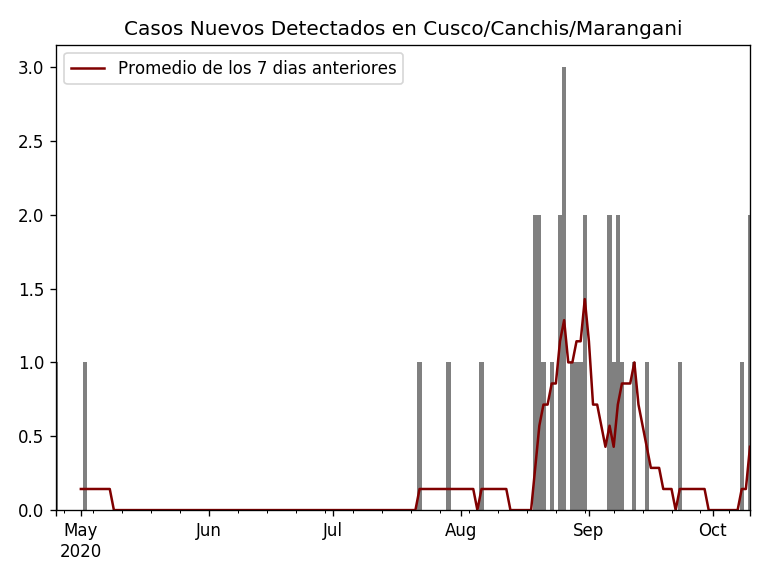 Casos Nuevos Detectados en Cusco/Canchis/Marangani
Promedio de los 7 dias anteriores
3.0
2.5
2.0
1.5
1.0
0.5
0.0
May Jun Jul Aug Sep Oct
2020